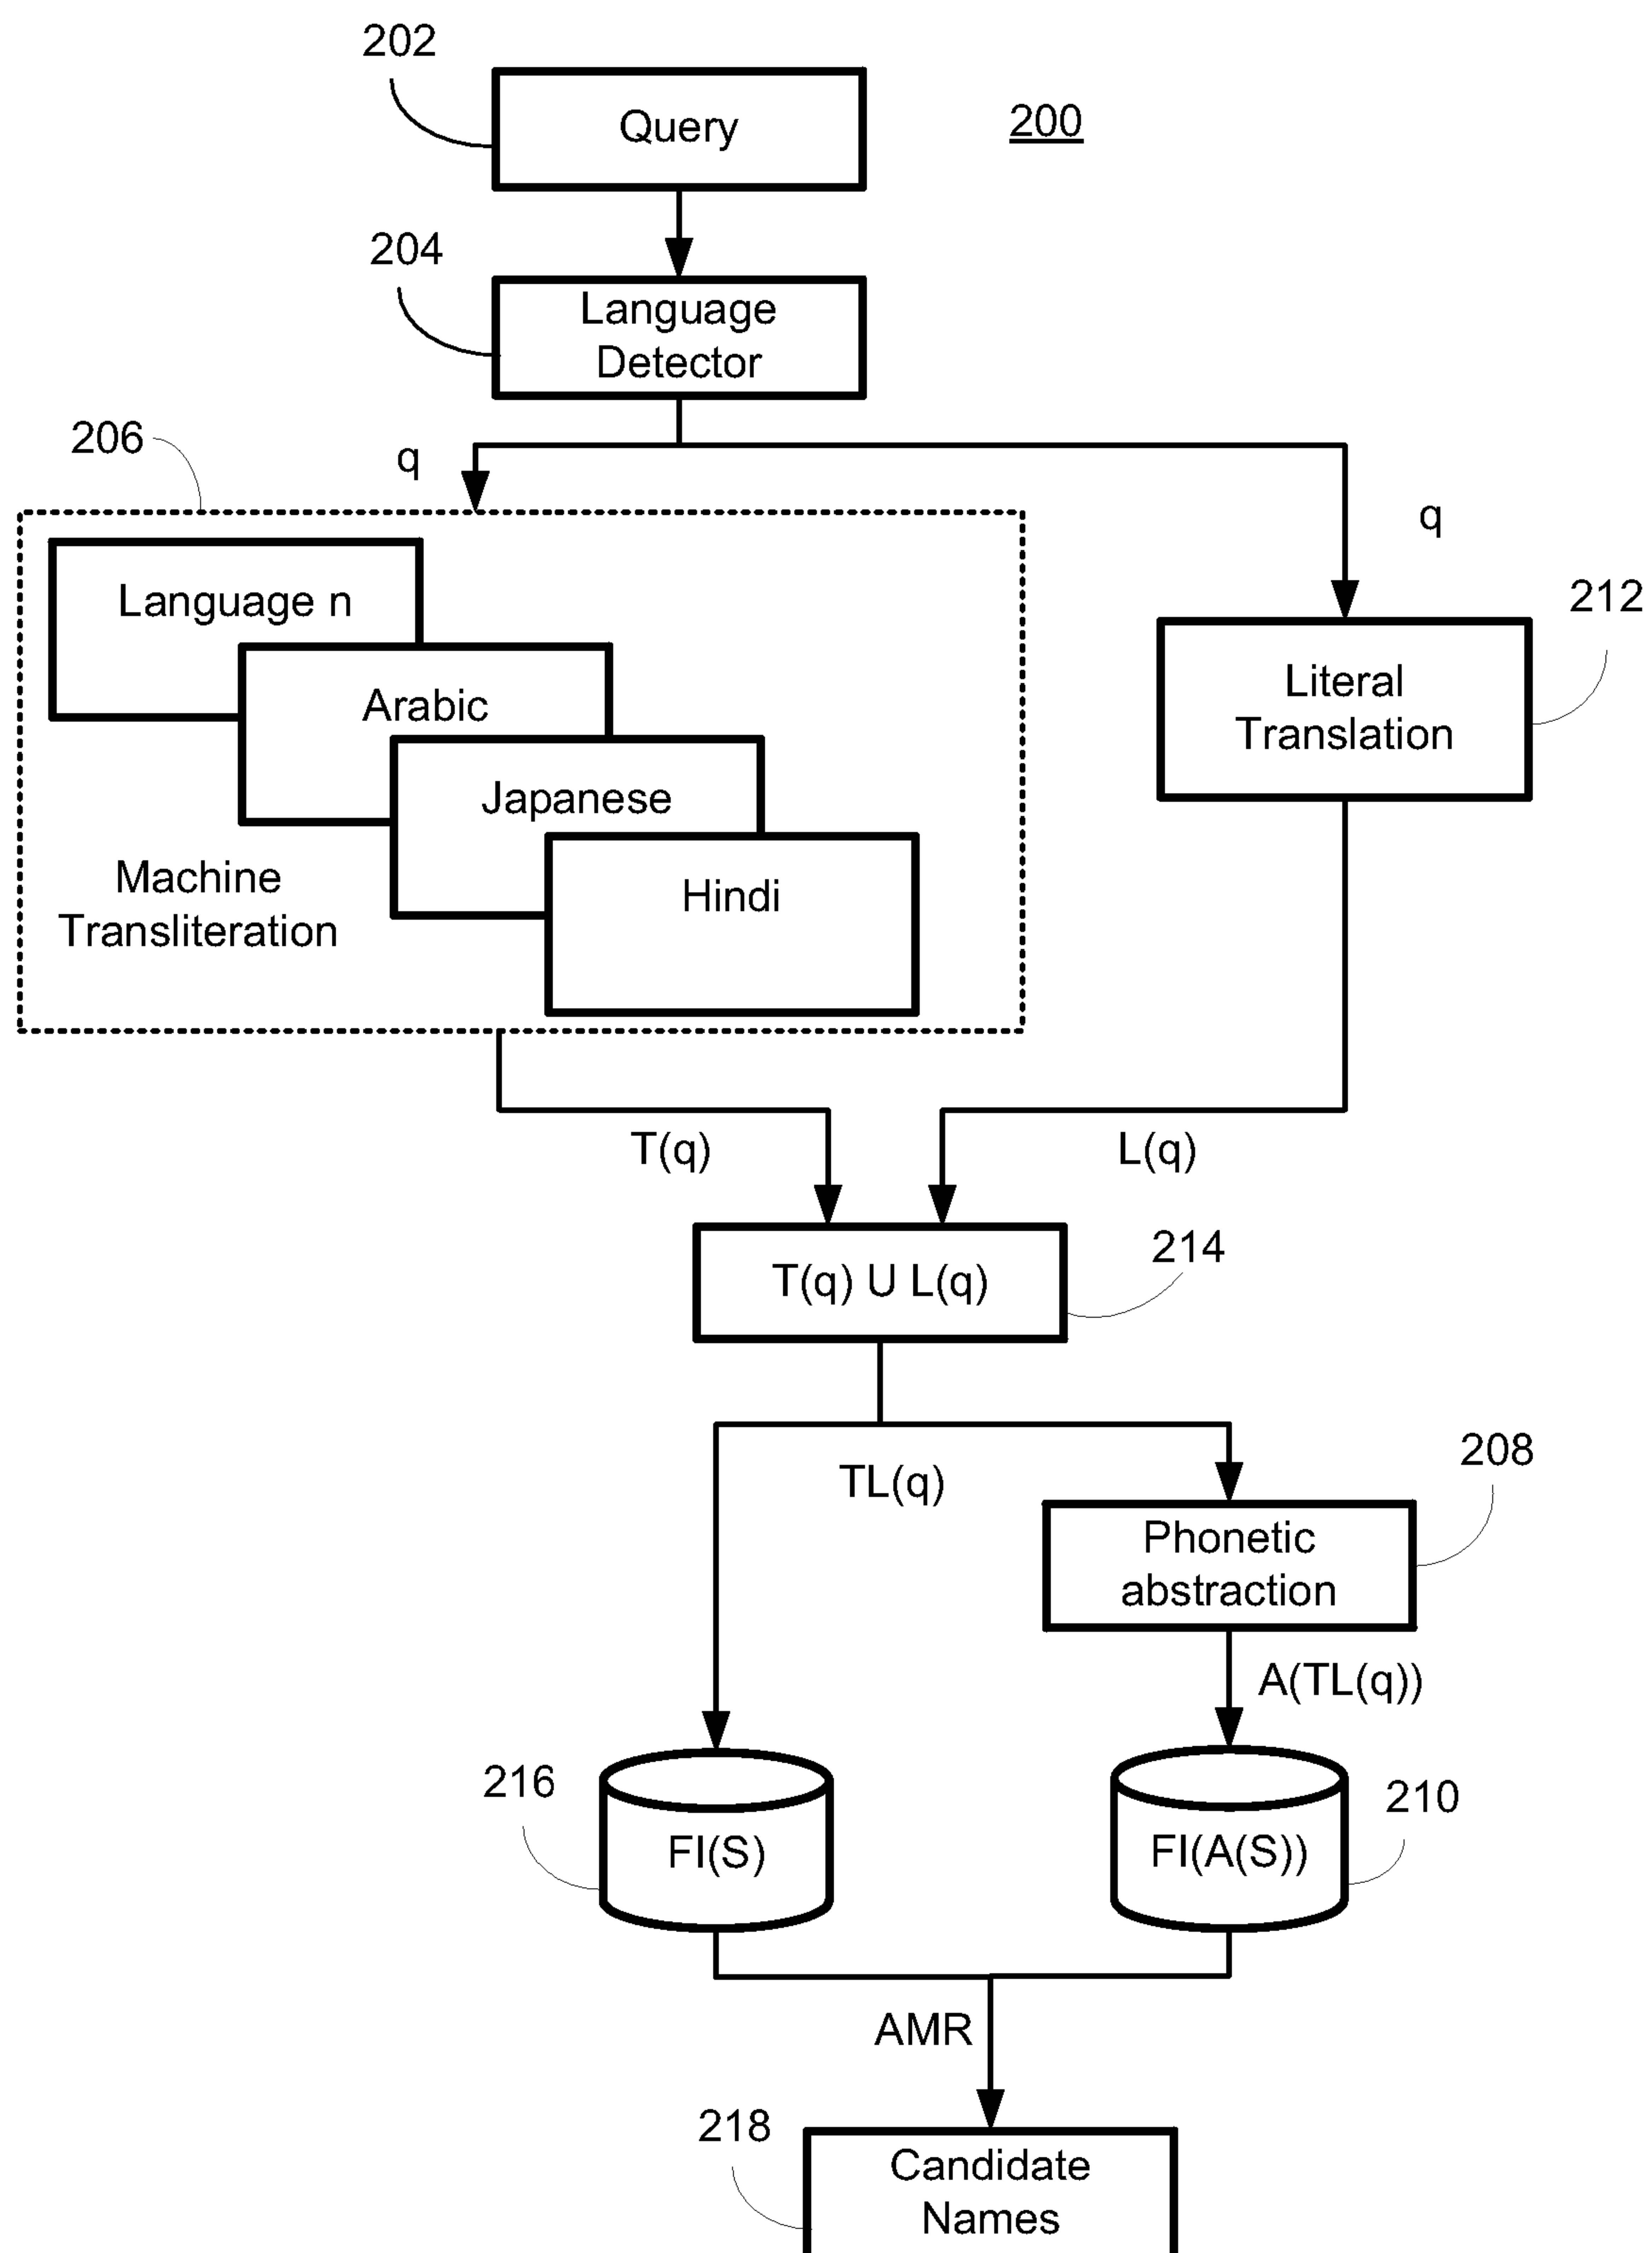 202
Query
200
204
Language
Detector
206
q
q
Language n
212
Arabic
Literal
Translation
Japanese
Machine
Transliteration
Hindi
T(q)
L(q)
T(q) U L(q)
214
TL(q)
208
Phonetic
abstraction
A(TL(q))
216
FI(S)
210
FI(A(S))
AMR
218
Candidate
Names